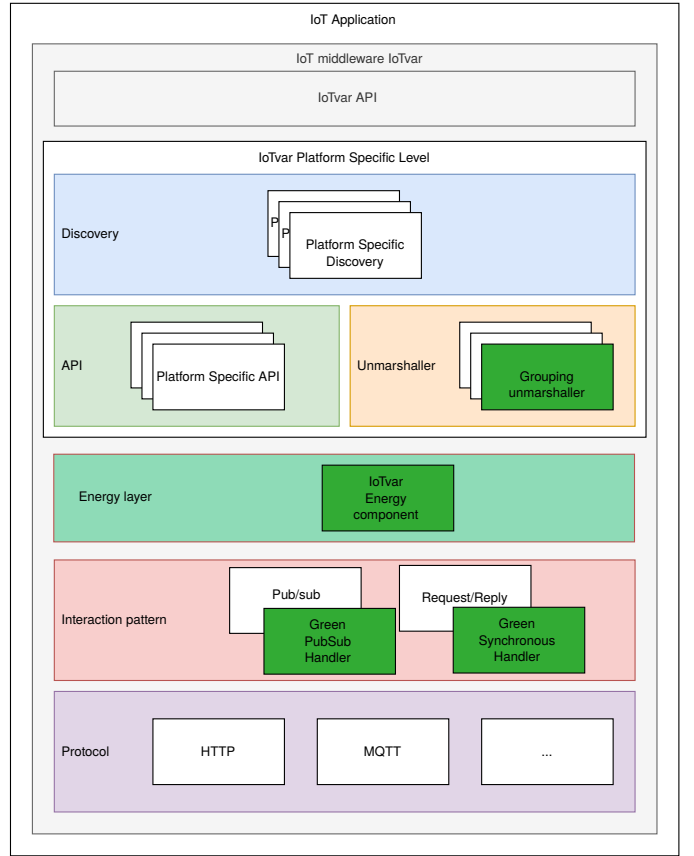 IoT Application
IoT middleware IoTvar
IoTvar API
IoTvar Platform Specific Level
Discovery
P
P
Platform Specific
Discovery
API
Platform Specific API
Unmarshaller
Grouping
unmarshaller
Energy layer
IoTvar
Energy
component
Interaction pattern
Pub/sub
Green
PubSub
Handler
Request/Reply
Green
Synchronous
Handler
Protocol
HTTP
MQTT
...